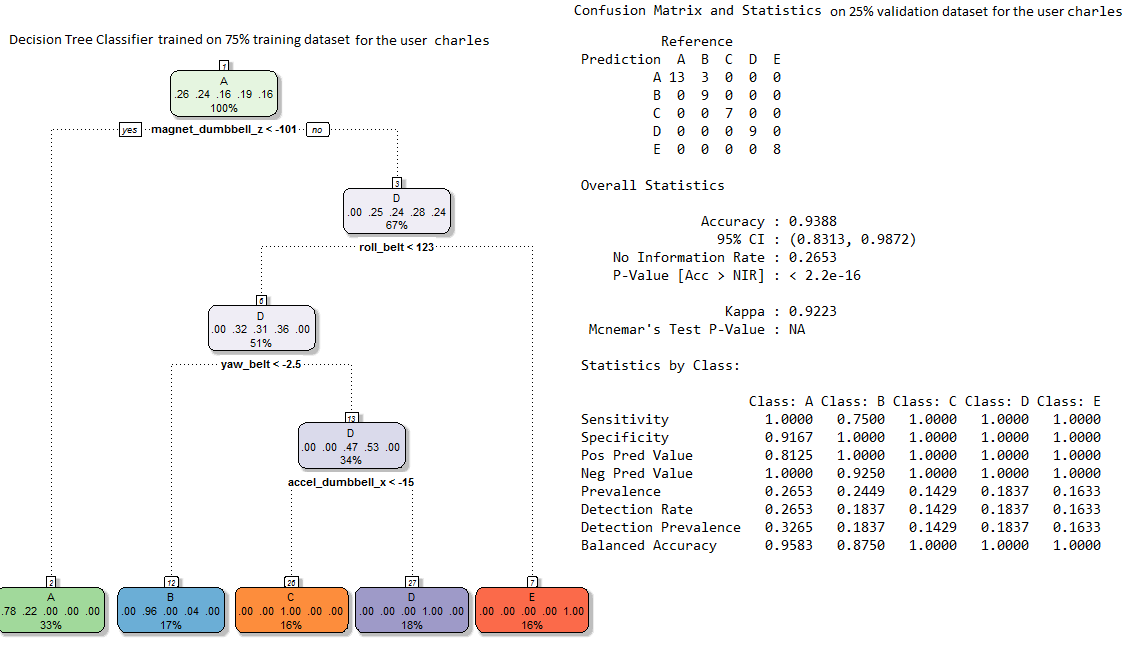 Decision Tree Classifier trained on 75% training dataset for the user charles
1
A
.26 .24 .16 .19 .16
100%
yes magnet_dumbbell_z < -101 no
3
D
.00 .25 .24 .28 .24
67%
roll_belt < 123
6
D
.00 .32 .31 .36 .00
51%
yaw_belt < -2.5
13
D
.00 .00 .47 .53 .00
34%
accel_dumbbell_x < -15
2
A
.78 .22 .00 .00 .00
33%
12
B
.00 .96 .00 .04 .00
17%
26
C
.00 .00 1.00 .00 .00
16%
27
D
.00 .00 .00 1.00 .00
18%
7
E
.00 .00 .00 .00 1.00
16%
Confusion Matrix and Statistics on 25% validation dataset for the user charles
Reference
Prediction A B C D E
A 13 3 0 0 0
B 0 9 0 0 0
C 0 0 7 0 0
D 0 0 0 9 0
E 0 0 0 0 8
Overall Statistics
Accuracy : 0.9388
95% CI : (0.8313, 0.9872)
No Information Rate : 0.2653
P-Value [Acc > NIR] : < 2.2e-16
Kappa : 0.9223
Mcnemar's Test P-Value : NA
Statistics by Class:
Class: A Class: B Class: C Class: D Class: E
Sensitivity 1.0000 0.7500 1.0000 1.0000 1.0000
Specificity 0.9167 1.0000 1.0000 1.0000 1.0000
Pos Pred Value 0.8125 1.0000 1.0000 1.0000 1.0000
Neg Pred Value 1.0000 0.9250 1.0000 1.0000 1.0000
Prevalence 0.2653 0.2449 0.1429 0.1837 0.1633
Detection Rate 0.2653 0.1837 0.1429 0.1837 0.1633
Detection Prevalence 0.3265 0.1837 0.1429 0.1837 0.1633
Balanced Accuracy 0.9583 0.8750 1.0000 1.0000 1.0000